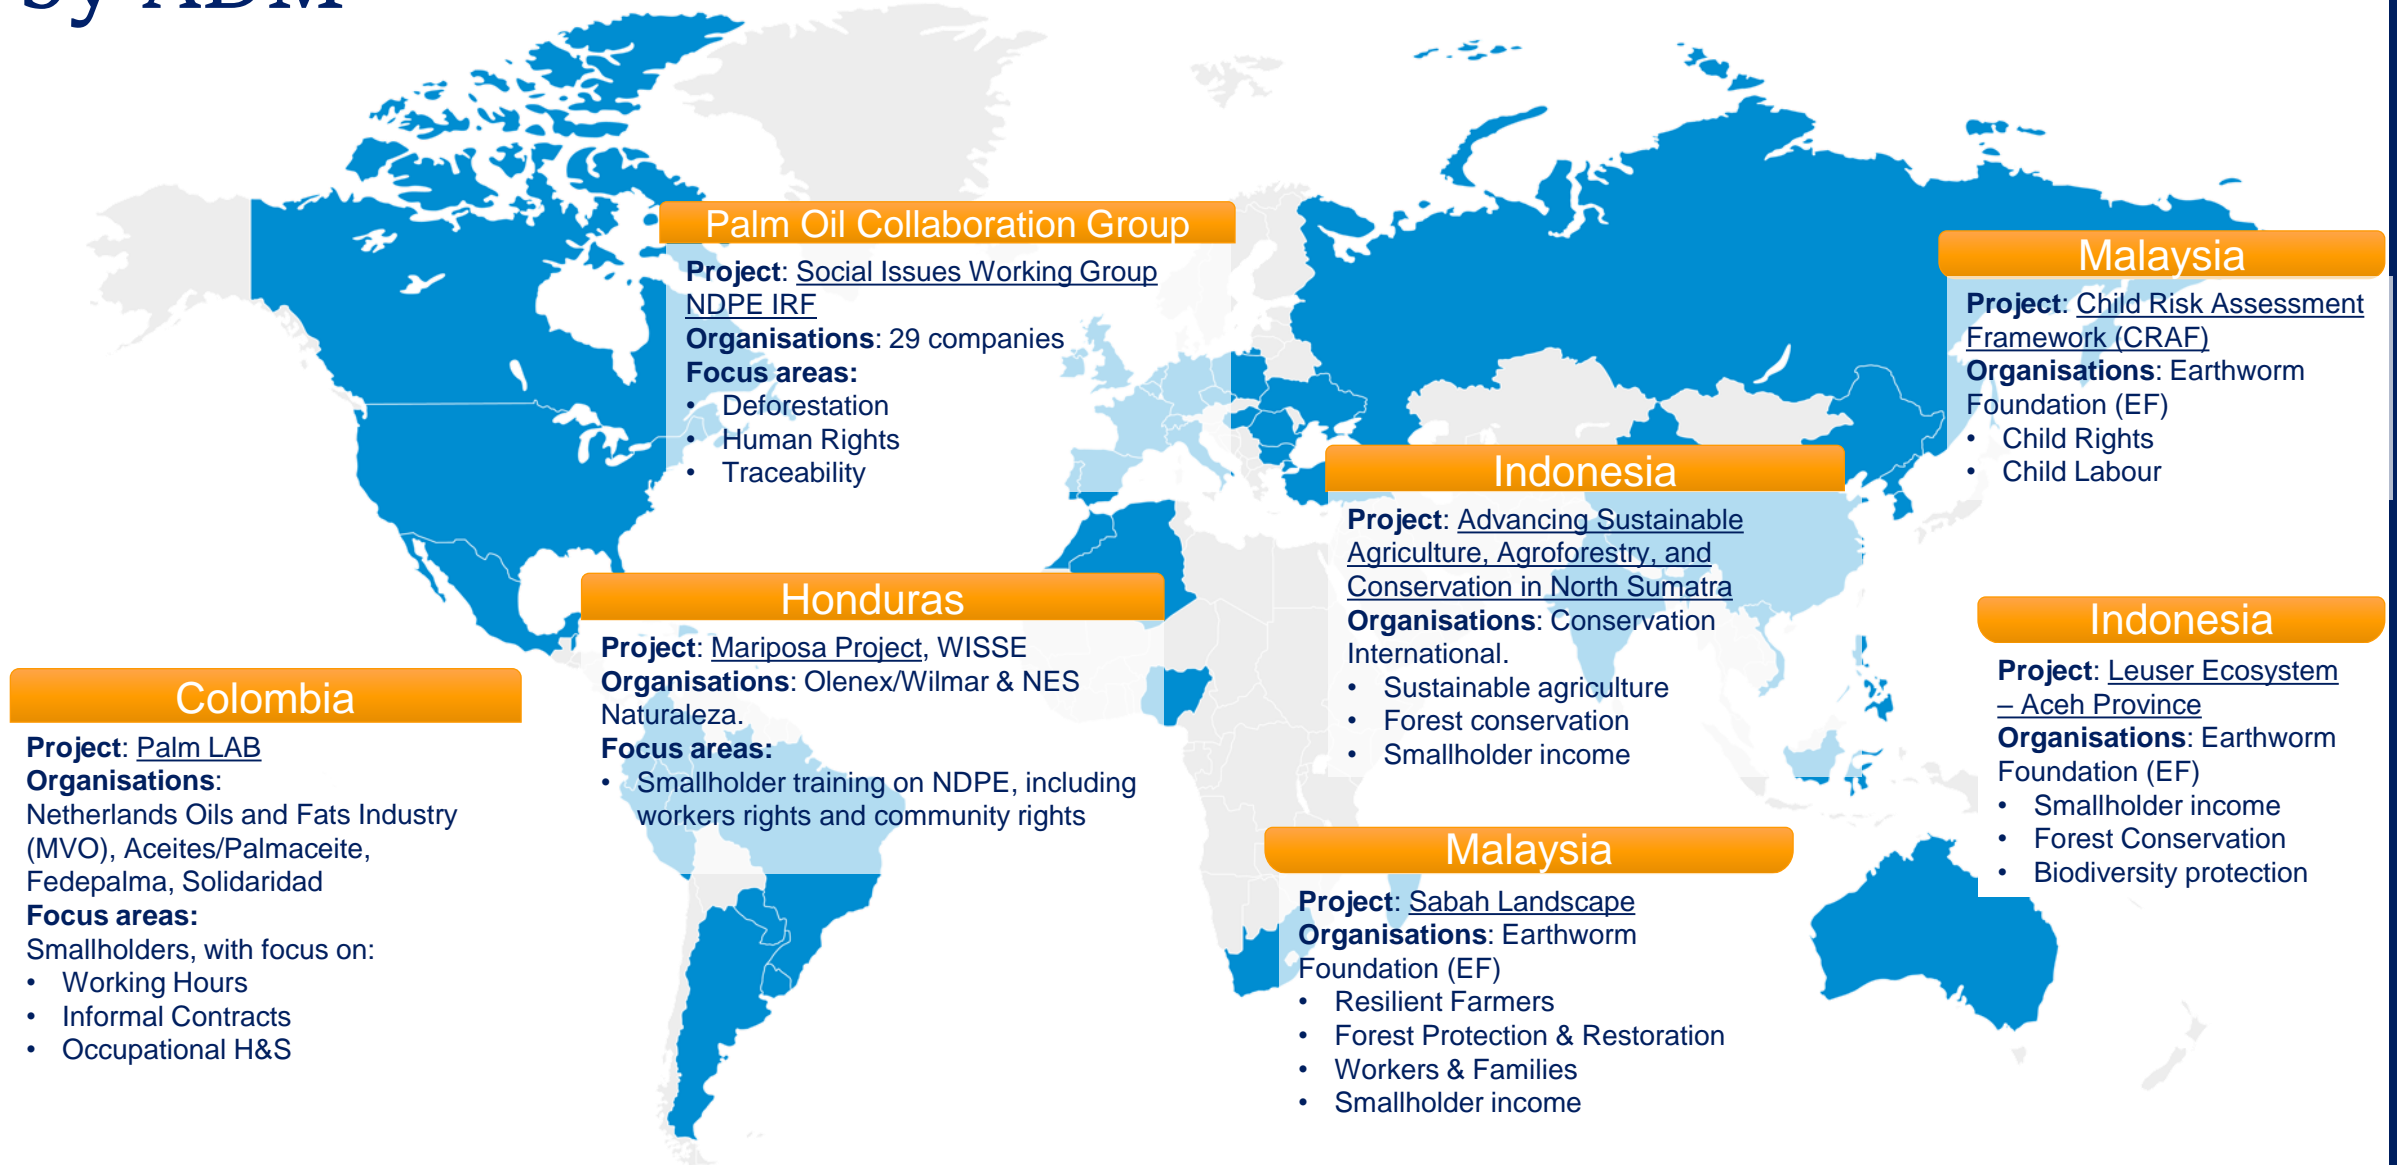 by ADM
Palm Oil Collaboration Group
Project: Social Issues Working Group
NDPE IRF
Organisations: 29 companies
Focus areas:
• Deforestation
• Human Rights
• Traceability
Malaysia
Project: Child Risk Assessment
Framework (CRAF)
Organisations: Earthworm
Foundation (EF)
• Child Rights
• Child Labour
Indonesia
Project: Advancing Sustainable
Agriculture, Agroforestry, and
Conservation in North Sumatra
Organisations: Conservation
International.
• Sustainable agriculture
• Forest conservation
• Smallholder income
Honduras
Project: Mariposa Project, WISSE
Organisations: Olenex/Wilmar & NES
Naturaleza.
Focus areas:
• Smallholder training on NDPE, including
workers rights and community rights
Indonesia
Project: Leuser Ecosystem
– Aceh Province
Organisations: Earthworm
Foundation (EF)
• Smallholder income
• Forest Conservation
• Biodiversity protection
Colombia
Project: Palm LAB
Organisations:
Netherlands Oils and Fats Industry
(MVO), Aceites/Palmaceite,
Fedepalma, Solidaridad
Focus areas:
Smallholders, with focus on:
• Working Hours
• Informal Contracts
• Occupational H&S
Malaysia
Project: Sabah Landscape
Organisations: Earthworm
Foundation (EF)
• Resilient Farmers
• Forest Protection & Restoration
• Workers & Families
• Smallholder income